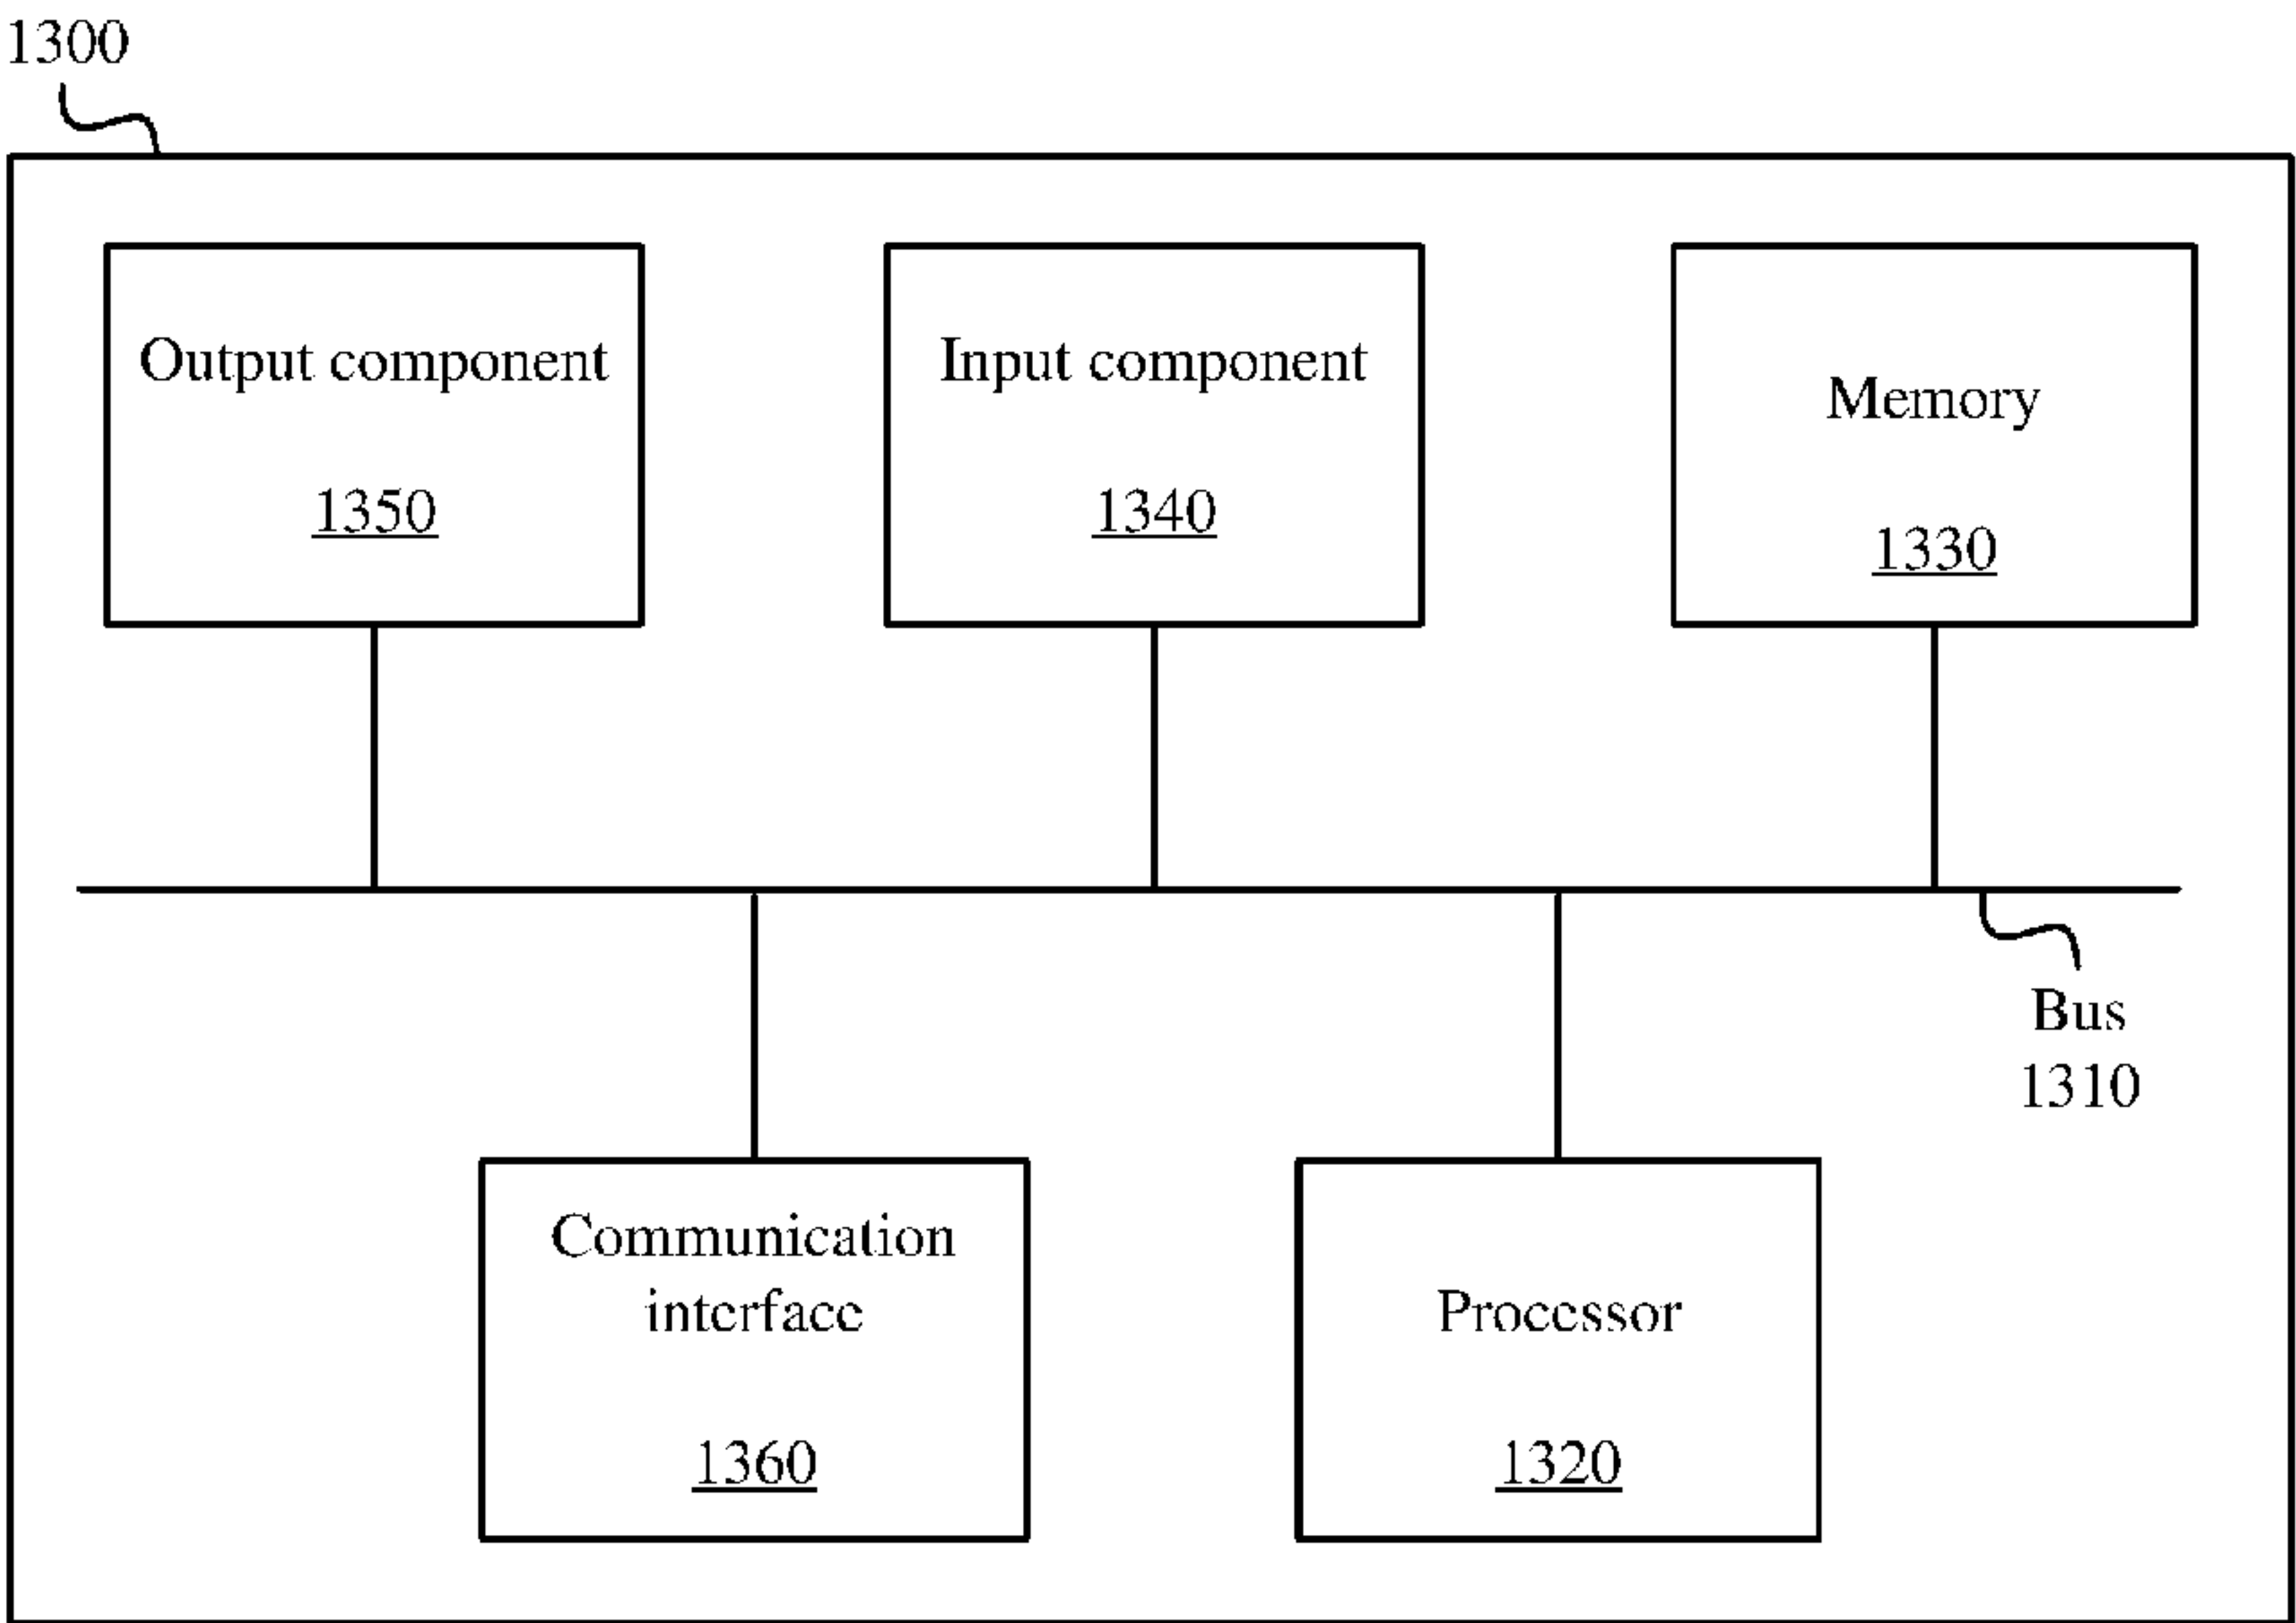 1300
Output component
1350
Input component
1340
Memory
1330
Bus
1310
Communication
interface
1360
Processor
1320